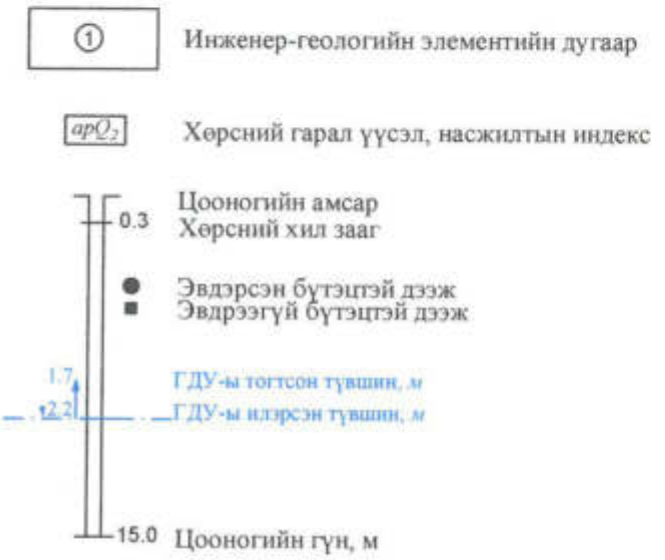 ① Инженер-геологийн элементийн дугаар
apQ₂ Хөрсний гарал үүсэл, насжилтын индекс
Цооногийн амсар
0.3 Хөрсний хил зааг
Эвдэрсэн бүтэцтэй дээж
Эвдрээгүй бүтэцтэй дээж
1.7 ГДУ-ы тогтсон түвшин, м
2.2 ГДУ-ы илэрсэн түвшин, м
15.0 Цооногийн гүн, м